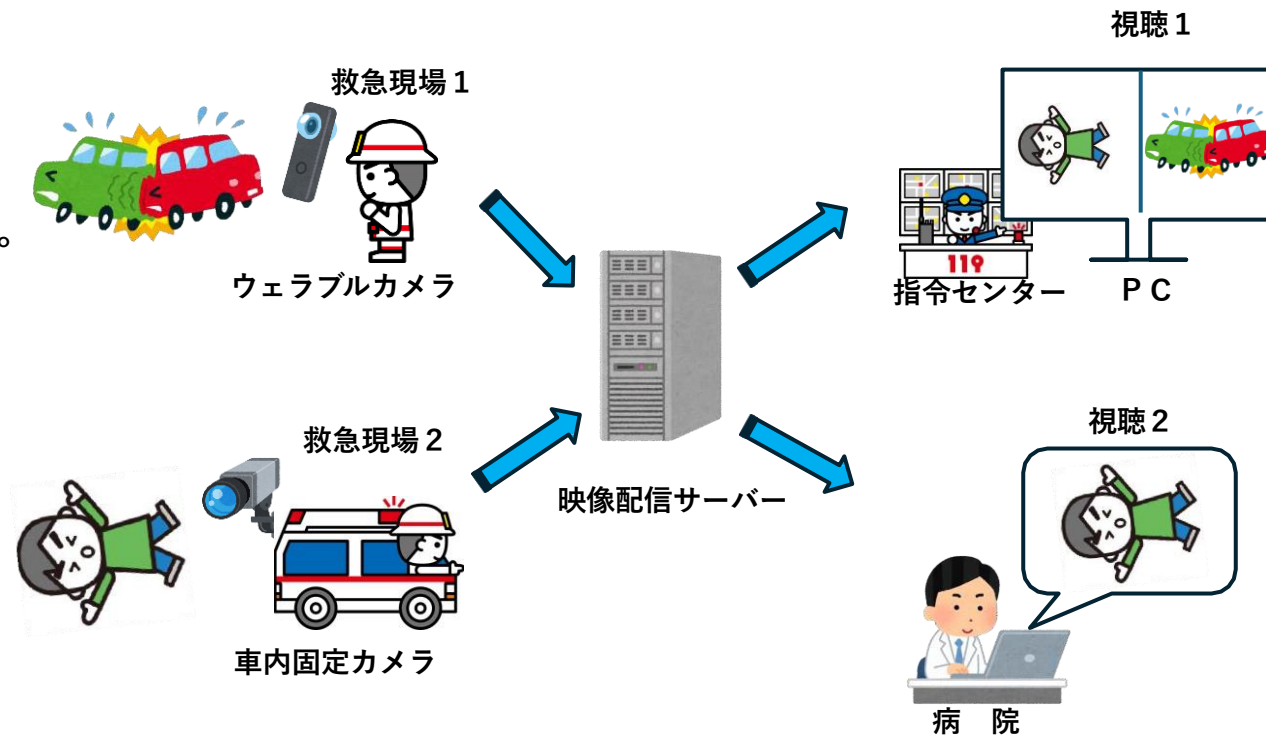 視聴１
救急現場１
。
ウェラブルカメラ
119
指令センター
ＰＣ
救急現場２
視聴２
映像配信サーバー
車内固定カメラ
病　院